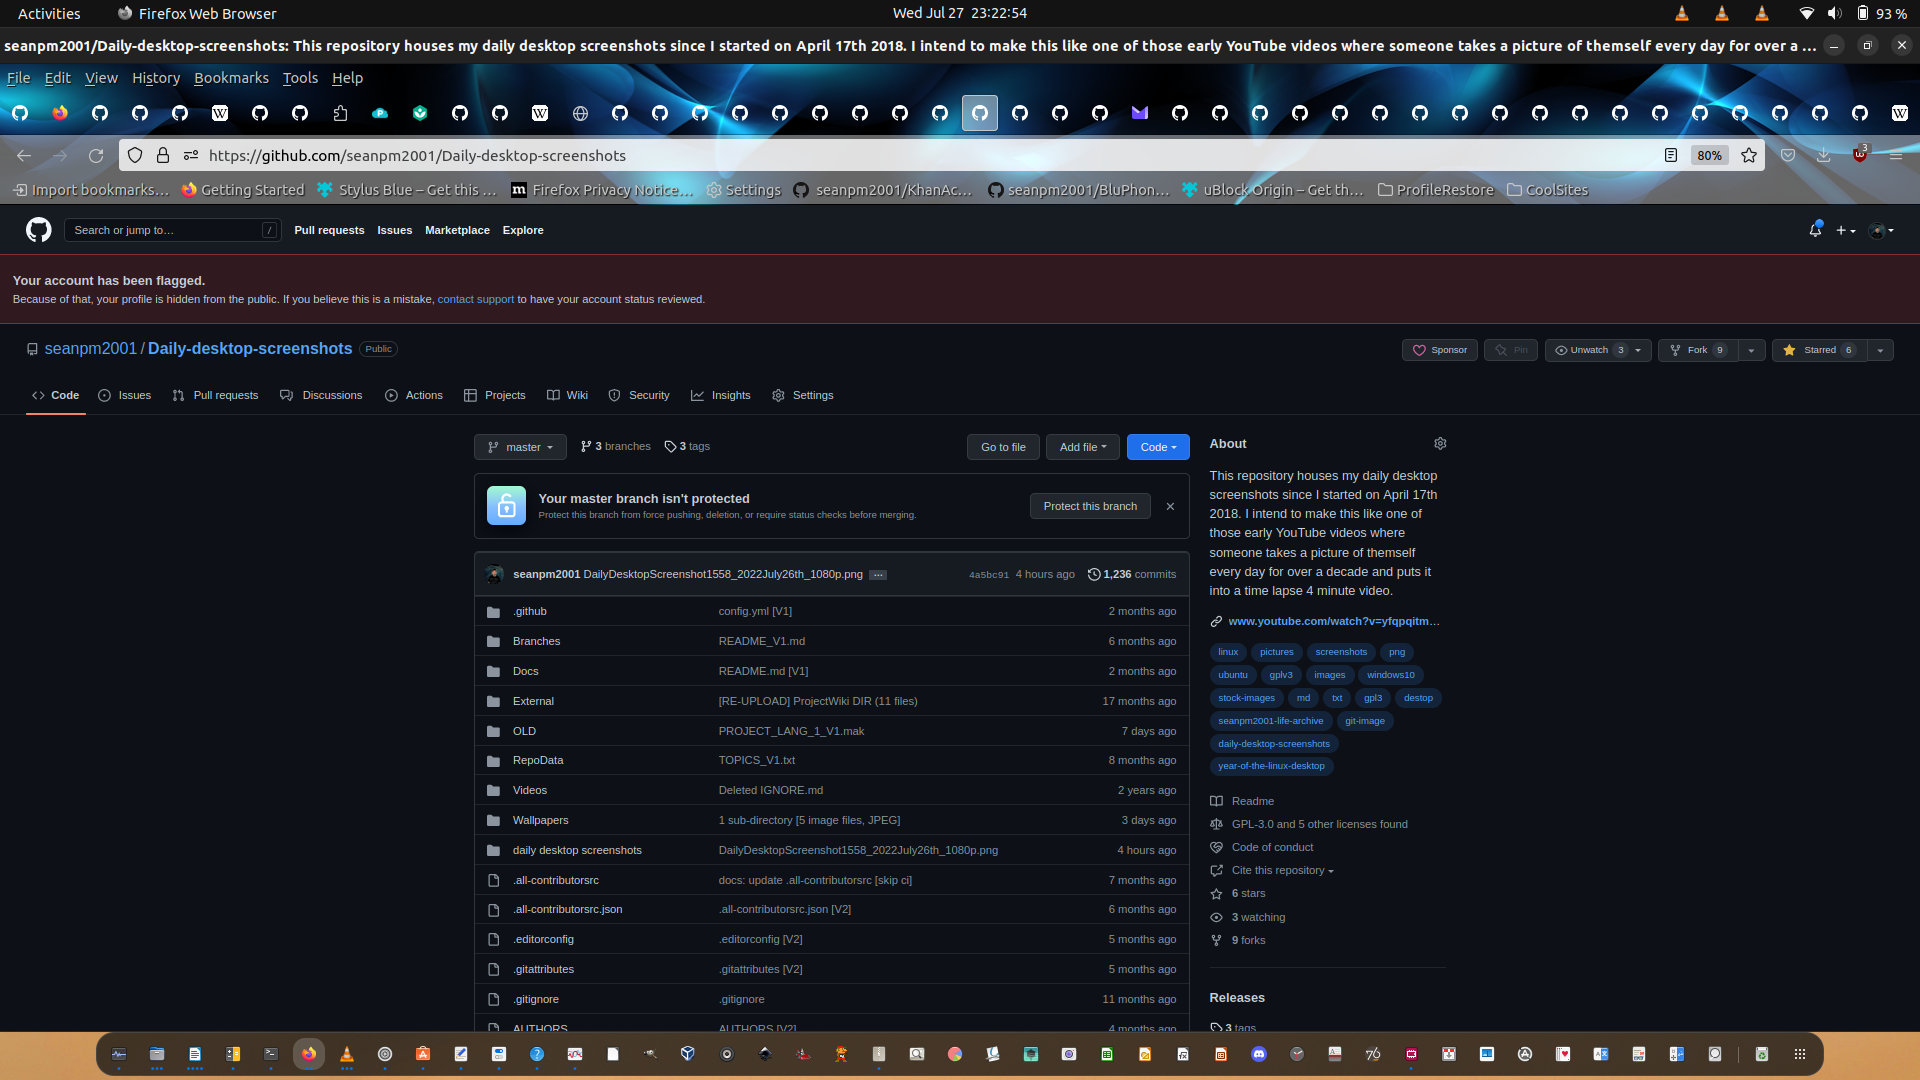 Activities
Firefox Web Browser
Wed Jul 27  23:22:54
93 %
seanpm2001/Daily-desktop-screenshots: This repository houses my daily desktop screenshots since I started on April 17th 2018. I intend to make this like one of those early YouTube videos where someone takes a picture of themself every day for over a …
File Edit View History Bookmarks Tools Help
https://github.com/seanpm2001/Daily-desktop-screenshots
80%
3
Import bookmarks…
Getting Started
Stylus Blue – Get this …
Firefox Privacy Notice…
Settings
seanpm2001/KhanAc…
seanpm2001/BluPhon…
uBlock Origin – Get th…
ProfileRestore
CoolSites
Search or jump to…
/
Pull requests
Issues
Marketplace
Explore
Your account has been flagged.
Because of that, your profile is hidden from the public. If you believe this is a mistake, contact support to have your account status reviewed.
seanpm2001 / Daily-desktop-screenshots Public
Sponsor
Pin
Unwatch 3
Fork 9
Starred 6
Code
Issues
Pull requests
Discussions
Actions
Projects
Wiki
Security
Insights
Settings
master
3 branches
3 tags
Go to file
Add file
Code
Your master branch isn't protected
Protect this branch from force pushing, deletion, or require status checks before merging.
Protect this branch
seanpm2001 DailyDesktopScreenshot1558_2022July26th_1080p.png …
4a5bc91 4 hours ago
1,236 commits
.github config.yml [V1] 2 months ago
Branches README_V1.md 6 months ago
Docs README.md [V1] 2 months ago
External [RE-UPLOAD] ProjectWiki DIR (11 files) 17 months ago
OLD PROJECT_LANG_1_V1.mak 7 days ago
RepoData TOPICS_V1.txt 8 months ago
Videos Deleted IGNORE.md 2 years ago
Wallpapers 1 sub-directory [5 image files, JPEG] 3 days ago
daily desktop screenshots DailyDesktopScreenshot1558_2022July26th_1080p.png 4 hours ago
.all-contributorsrc docs: update .all-contributorsrc [skip ci] 7 months ago
.all-contributorsrc.json .all-contributorsrc.json [V2] 6 months ago
.editorconfig .editorconfig [V2] 5 months ago
.gitattributes .gitattributes [V2] 5 months ago
.gitignore .gitignore 11 months ago
AUTHORS AUTHORS [V2] 4 months ago
About
This repository houses my daily desktop
screenshots since I started on April 17th
2018. I intend to make this like one of
those early YouTube videos where
someone takes a picture of themself
every day for over a decade and puts it
into a time lapse 4 minute video.
www.youtube.com/watch?v=yfqpqitm…
linux pictures screenshots png
ubuntu gplv3 images windows10
stock-images md txt gpl3 destop
seanpm2001-life-archive git-image
daily-desktop-screenshots
year-of-the-linux-desktop
Readme
GPL-3.0 and 5 other licenses found
Code of conduct
Cite this repository
6 stars
3 watching
9 forks
Releases
3 tags